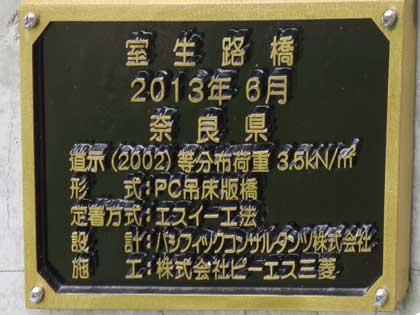 室生路橋
2013年 6月
奈良県
道示(2002)等分布荷重 3.5kN/㎡
形式:PC吊床版橋
定着方式:エスイー工法
設計:パシフィックコンサルタンツ株式会社
施工:株式会社ピーエス三菱